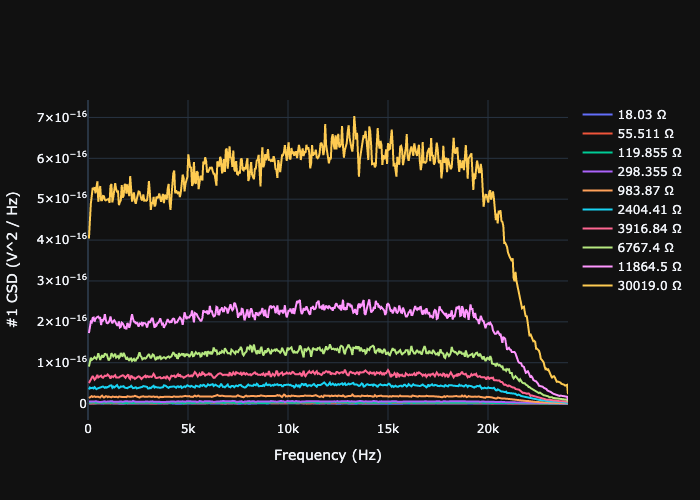 #1 CSD (V^2 / Hz)
7×10⁻¹⁶
6×10⁻¹⁶
5×10⁻¹⁶
4×10⁻¹⁶
3×10⁻¹⁶
2×10⁻¹⁶
1×10⁻¹⁶
0
0 5k 10k 15k 20k
Frequency (Hz)
18.03 Ω
55.511 Ω
119.855 Ω
298.355 Ω
983.87 Ω
2404.41 Ω
3916.84 Ω
6767.4 Ω
11864.5 Ω
30019.0 Ω